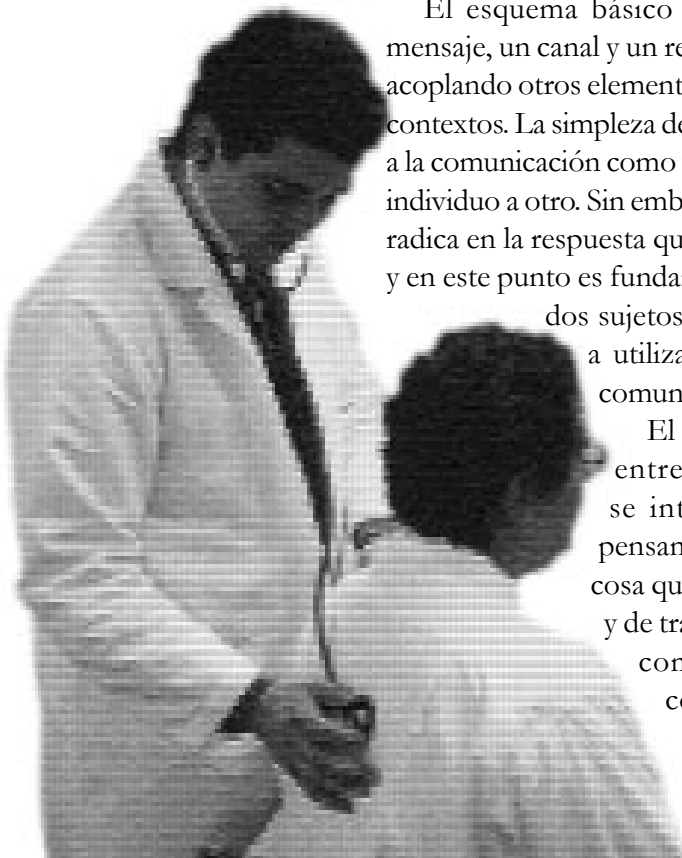 El esquema básico
mensaje, un canal y un re
acoplando otros element
contextos. La simpleza de
a la comunicación como
individuo a otro. Sin emb
radica en la respuesta qu
y en este punto es funda
dos sujetos
a utiliza
comun
El
entre
se int
pensan
cosa qu
y de tra
con
co